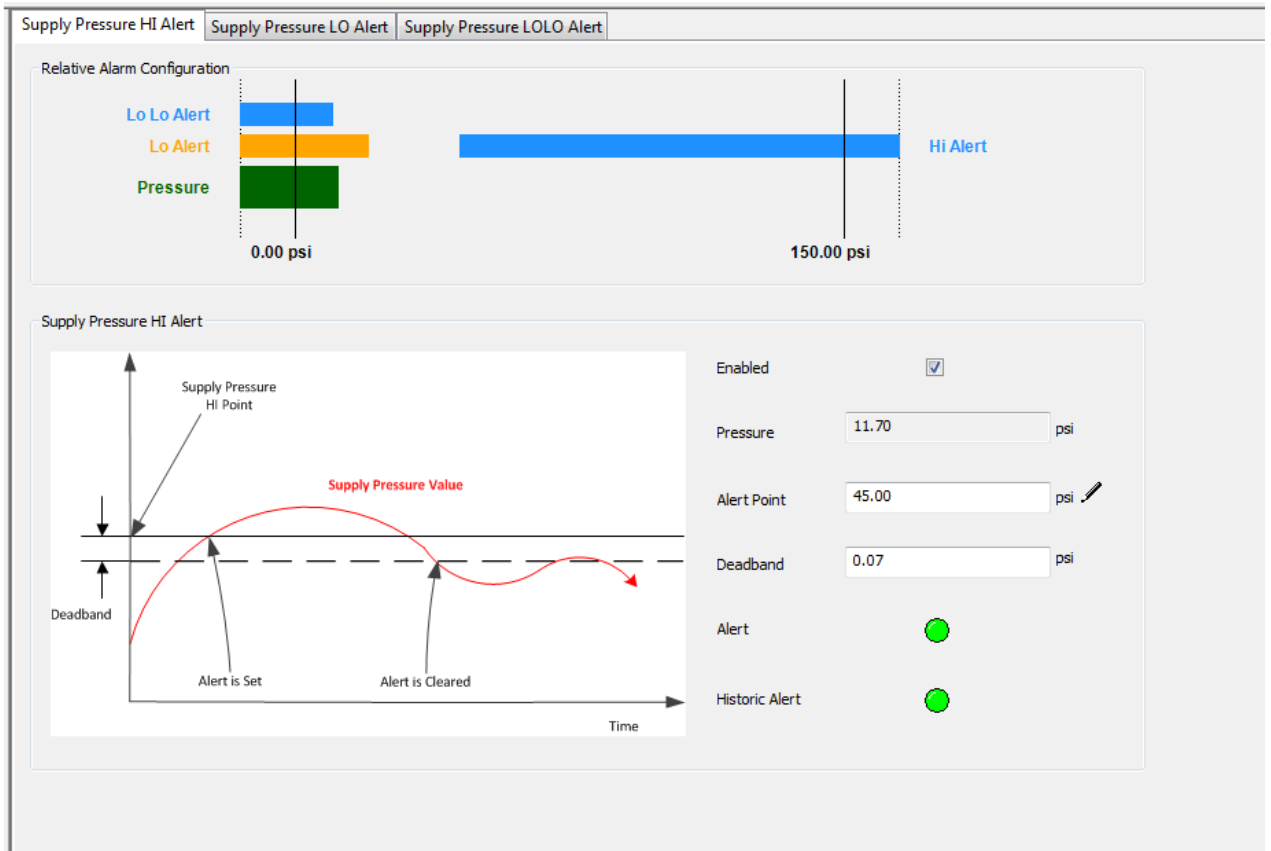 Supply Pressure HI Alert
Supply Pressure LO Alert
Supply Pressure LOLO Alert
Relative Alarm Configuration
Lo Lo Alert
Lo Alert
Hi Alert
Pressure
0.00 psi
150.00 psi
Supply Pressure HI Alert
Supply Pressure
HI Point
Supply Pressure Value
Deadband
Alert is Set
Alert is Cleared
Time
Enabled
Pressure
11.70
psi
Alert Point
45.00
psi
Deadband
0.07
psi
Alert
Historic Alert